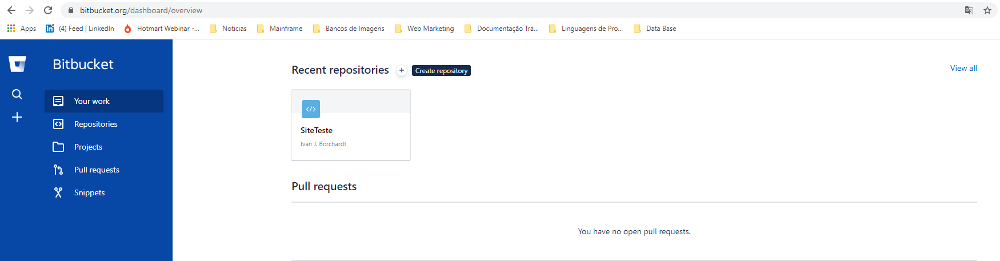 bitbucket.org/dashboard/overview
Apps (4) Feed | LinkedIn Hotmart Webinar -... Noticias Mainframe Bancos de Imagens Web Marketing Documentação Tra... Linguagens de Pro... Data Base
Bitbucket
Your work
Repositories
Projects
Pull requests
Snippets
Recent repositories + Create repository View all
</>
SiteTeste
Ivan J. Borchardt
Pull requests
You have no open pull requests.